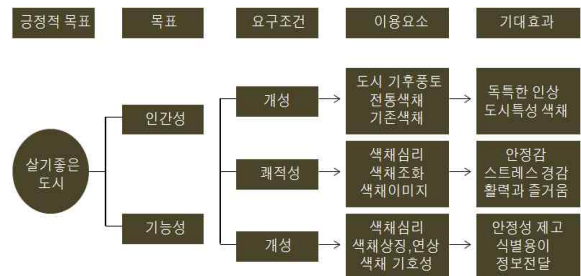 긍정적 목표
목표
요구조건
이용요소
기대효과
살기좋은
도시
인간성
기능성
개성
도시 기후풍토
전통색채
기존색채
독특한 인상
도시특성 색채
쾌적성
색채심리
색채조화
색채이미지
안정감
스트레스 경감
활력과 즐거움
개성
색채심리
색채상징,연상
색채 기호성
안정성 제고
식별용이
정보전달